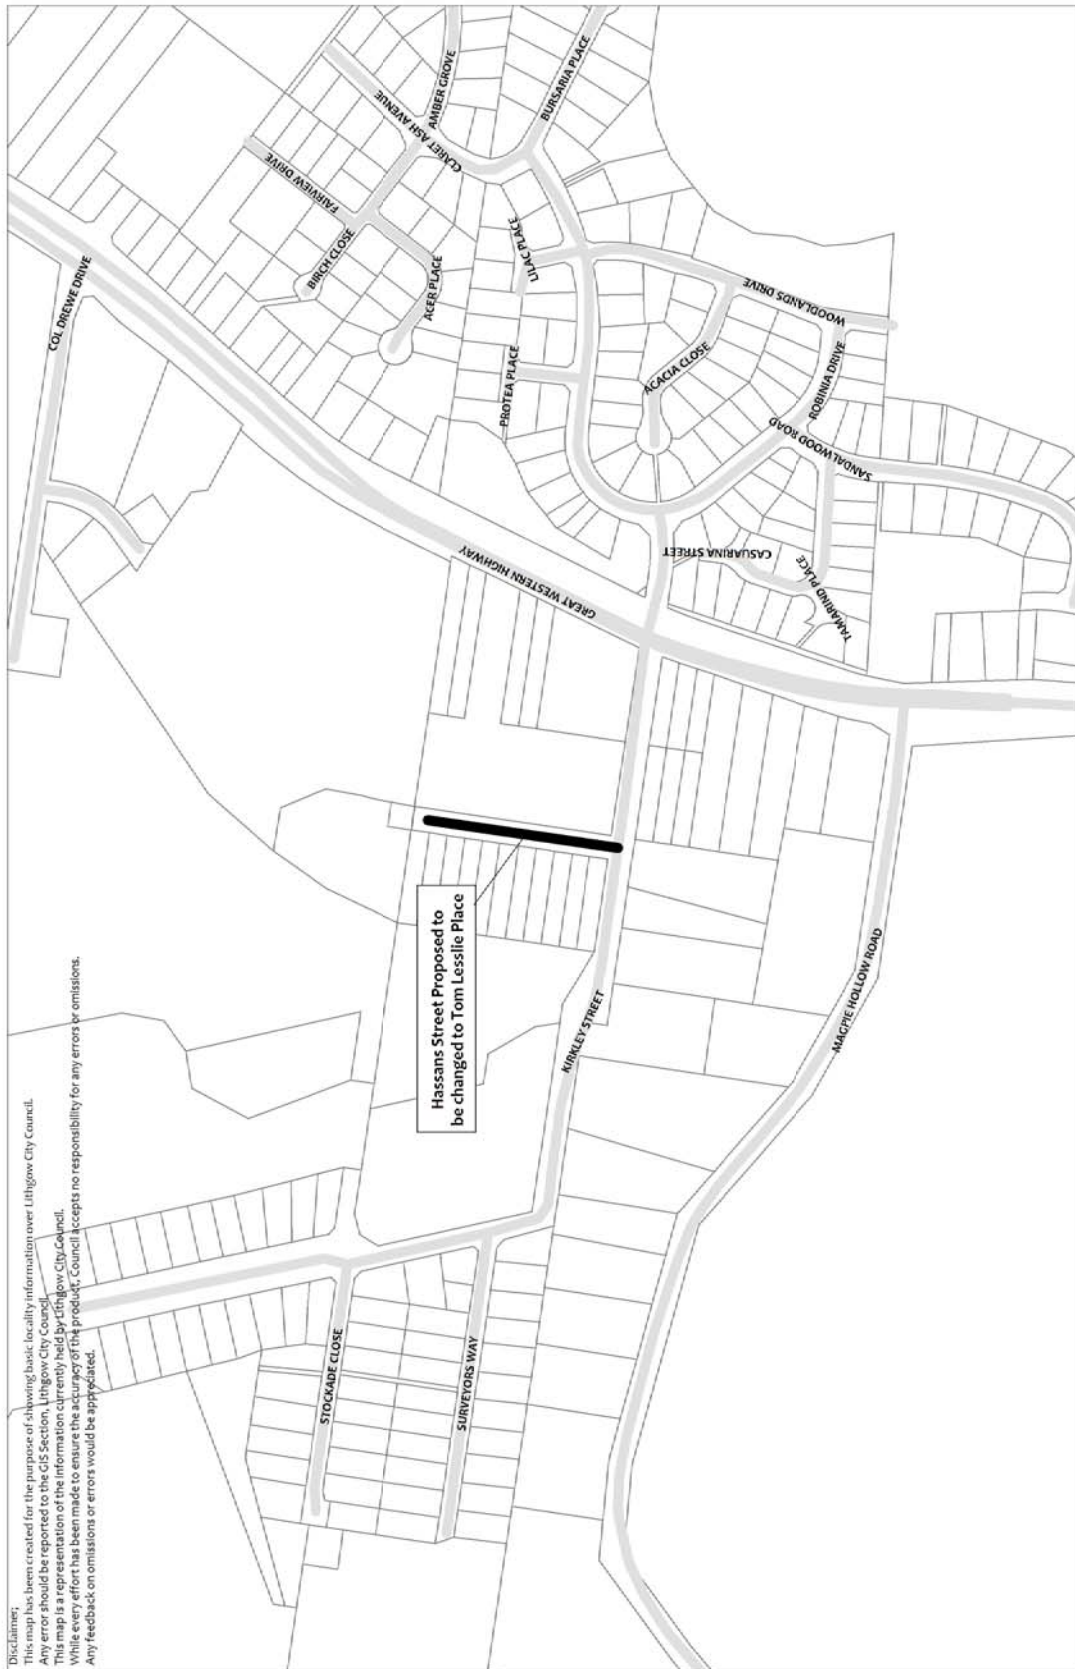 Disclaimer;
This map has been created for the purpose of showing basic locality information over Lithgow City Council.
Any error should be reported to the GIS Section, Lithgow City Council.
This map is a representation of the information currently held by Lithgow City Council.
While every effort has been made to ensure the accuracy of the product, Council accepts no responsibility for any errors or omissions.
Any feedback on omissions or errors would be appreciated.
COL DREWE DRIVE
FAIRVIEW DRIVE
CLARET ASH AVENUE
AMBER GROVE
BURSARIA PLACE
BIRCH CLOSE
ACER PLACE
LILAC PLACE
PROTEA PLACE
GREAT WESTERN HIGHWAY
ACACIA CLOSE
WOODLANDS DRIVE
ROBINIA DRIVE
SANDALWOOD ROAD
CASUARINA STREET
TAMARIND PLACE
Hassans Street Proposed to
be changed to Tom Lesslie Place
KIRKLEY STREET
MAGPIE HOLLOW ROAD
STOCKADE CLOSE
SURVEYORS WAY